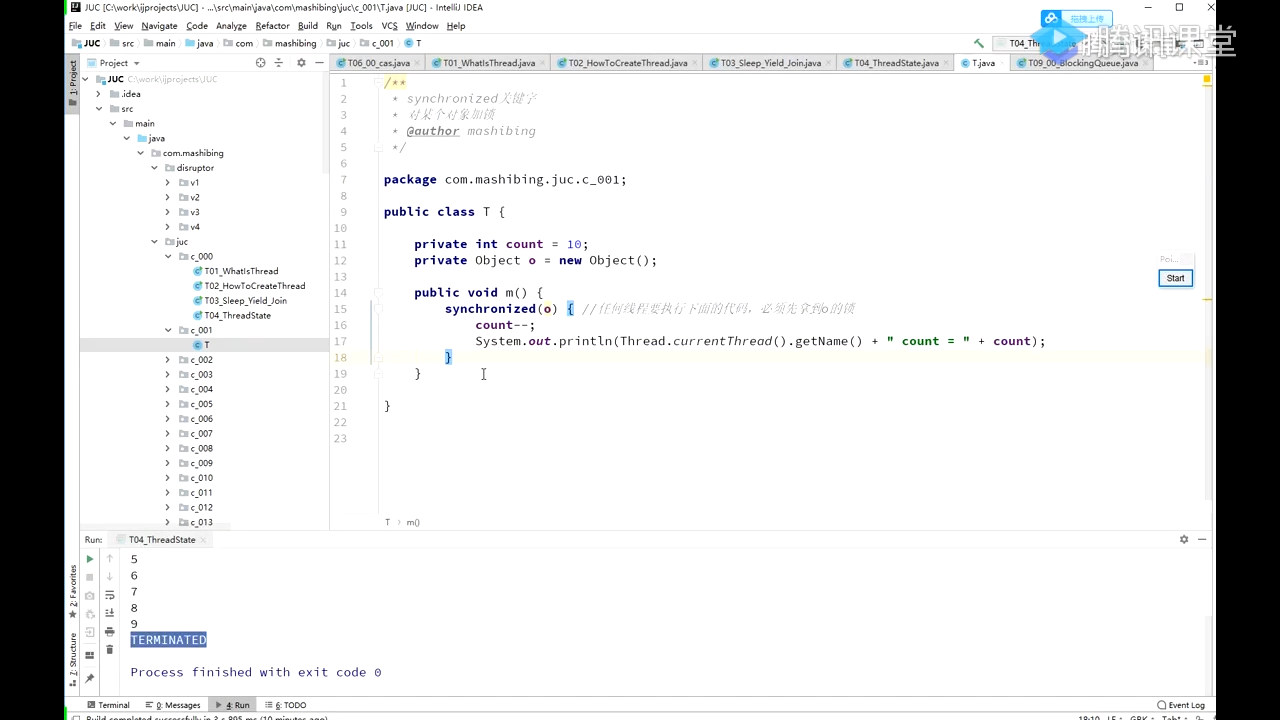 JUC [C:\work\ijprojects\JUC] - ...\src\main\java\com\mashibing\juc\c_001\T.java [JUC] - IntelliJ IDEA
File Edit View Navigate Code Analyze Refactor Build Run Tools VCS Window Help
拖拽上传
JUC src main java com mashibing juc c_001 T
腾讯课堂
Project
T06_00_cas.java T01_WhatIsThread.java T02_HowToCreateThread.java T03_Sleep_Yield_Join.java T04_ThreadState.java T.java T09_00_BlockingQueue.java
1: Project
JUC C:\work\ijprojects\JUC
.idea
src
main
java
com.mashibing
disruptor
v1
v2
v3
v4
juc
c_000
T01_WhatIsThread
T02_HowToCreateThread
T03_Sleep_Yield_Join
T04_ThreadState
c_001
T
c_002
c_003
c_004
c_005
c_006
c_007
c_008
c_009
c_010
c_011
c_012
c_013
1 /**
2 * synchronized关键字
3 * 对某个对象加锁
4 * @author mashibing
5 */
6
7 package com.mashibing.juc.c_001;
8
9 public class T {
10
11 private int count = 10;
12 private Object o = new Object();
13
14 public void m() {
15 synchronized(o) { //任何线程要执行下面的代码，必须先拿到o的锁
16 count--;
17 System.out.println(Thread.currentThread().getName() + " count = " + count);
18 }
19 }
20
21 }
22
23
Poi...
Start
T m()
Run: T04_ThreadState
5
6
7
8
9
TERMINATED
Process finished with exit code 0
2: Favorites
7: Structure
Terminal 0: Messages 4: Run 6: TODO Event Log
Build completed successfully in 3 s 895 ms (10 minutes ago)
18:10 LF GBK